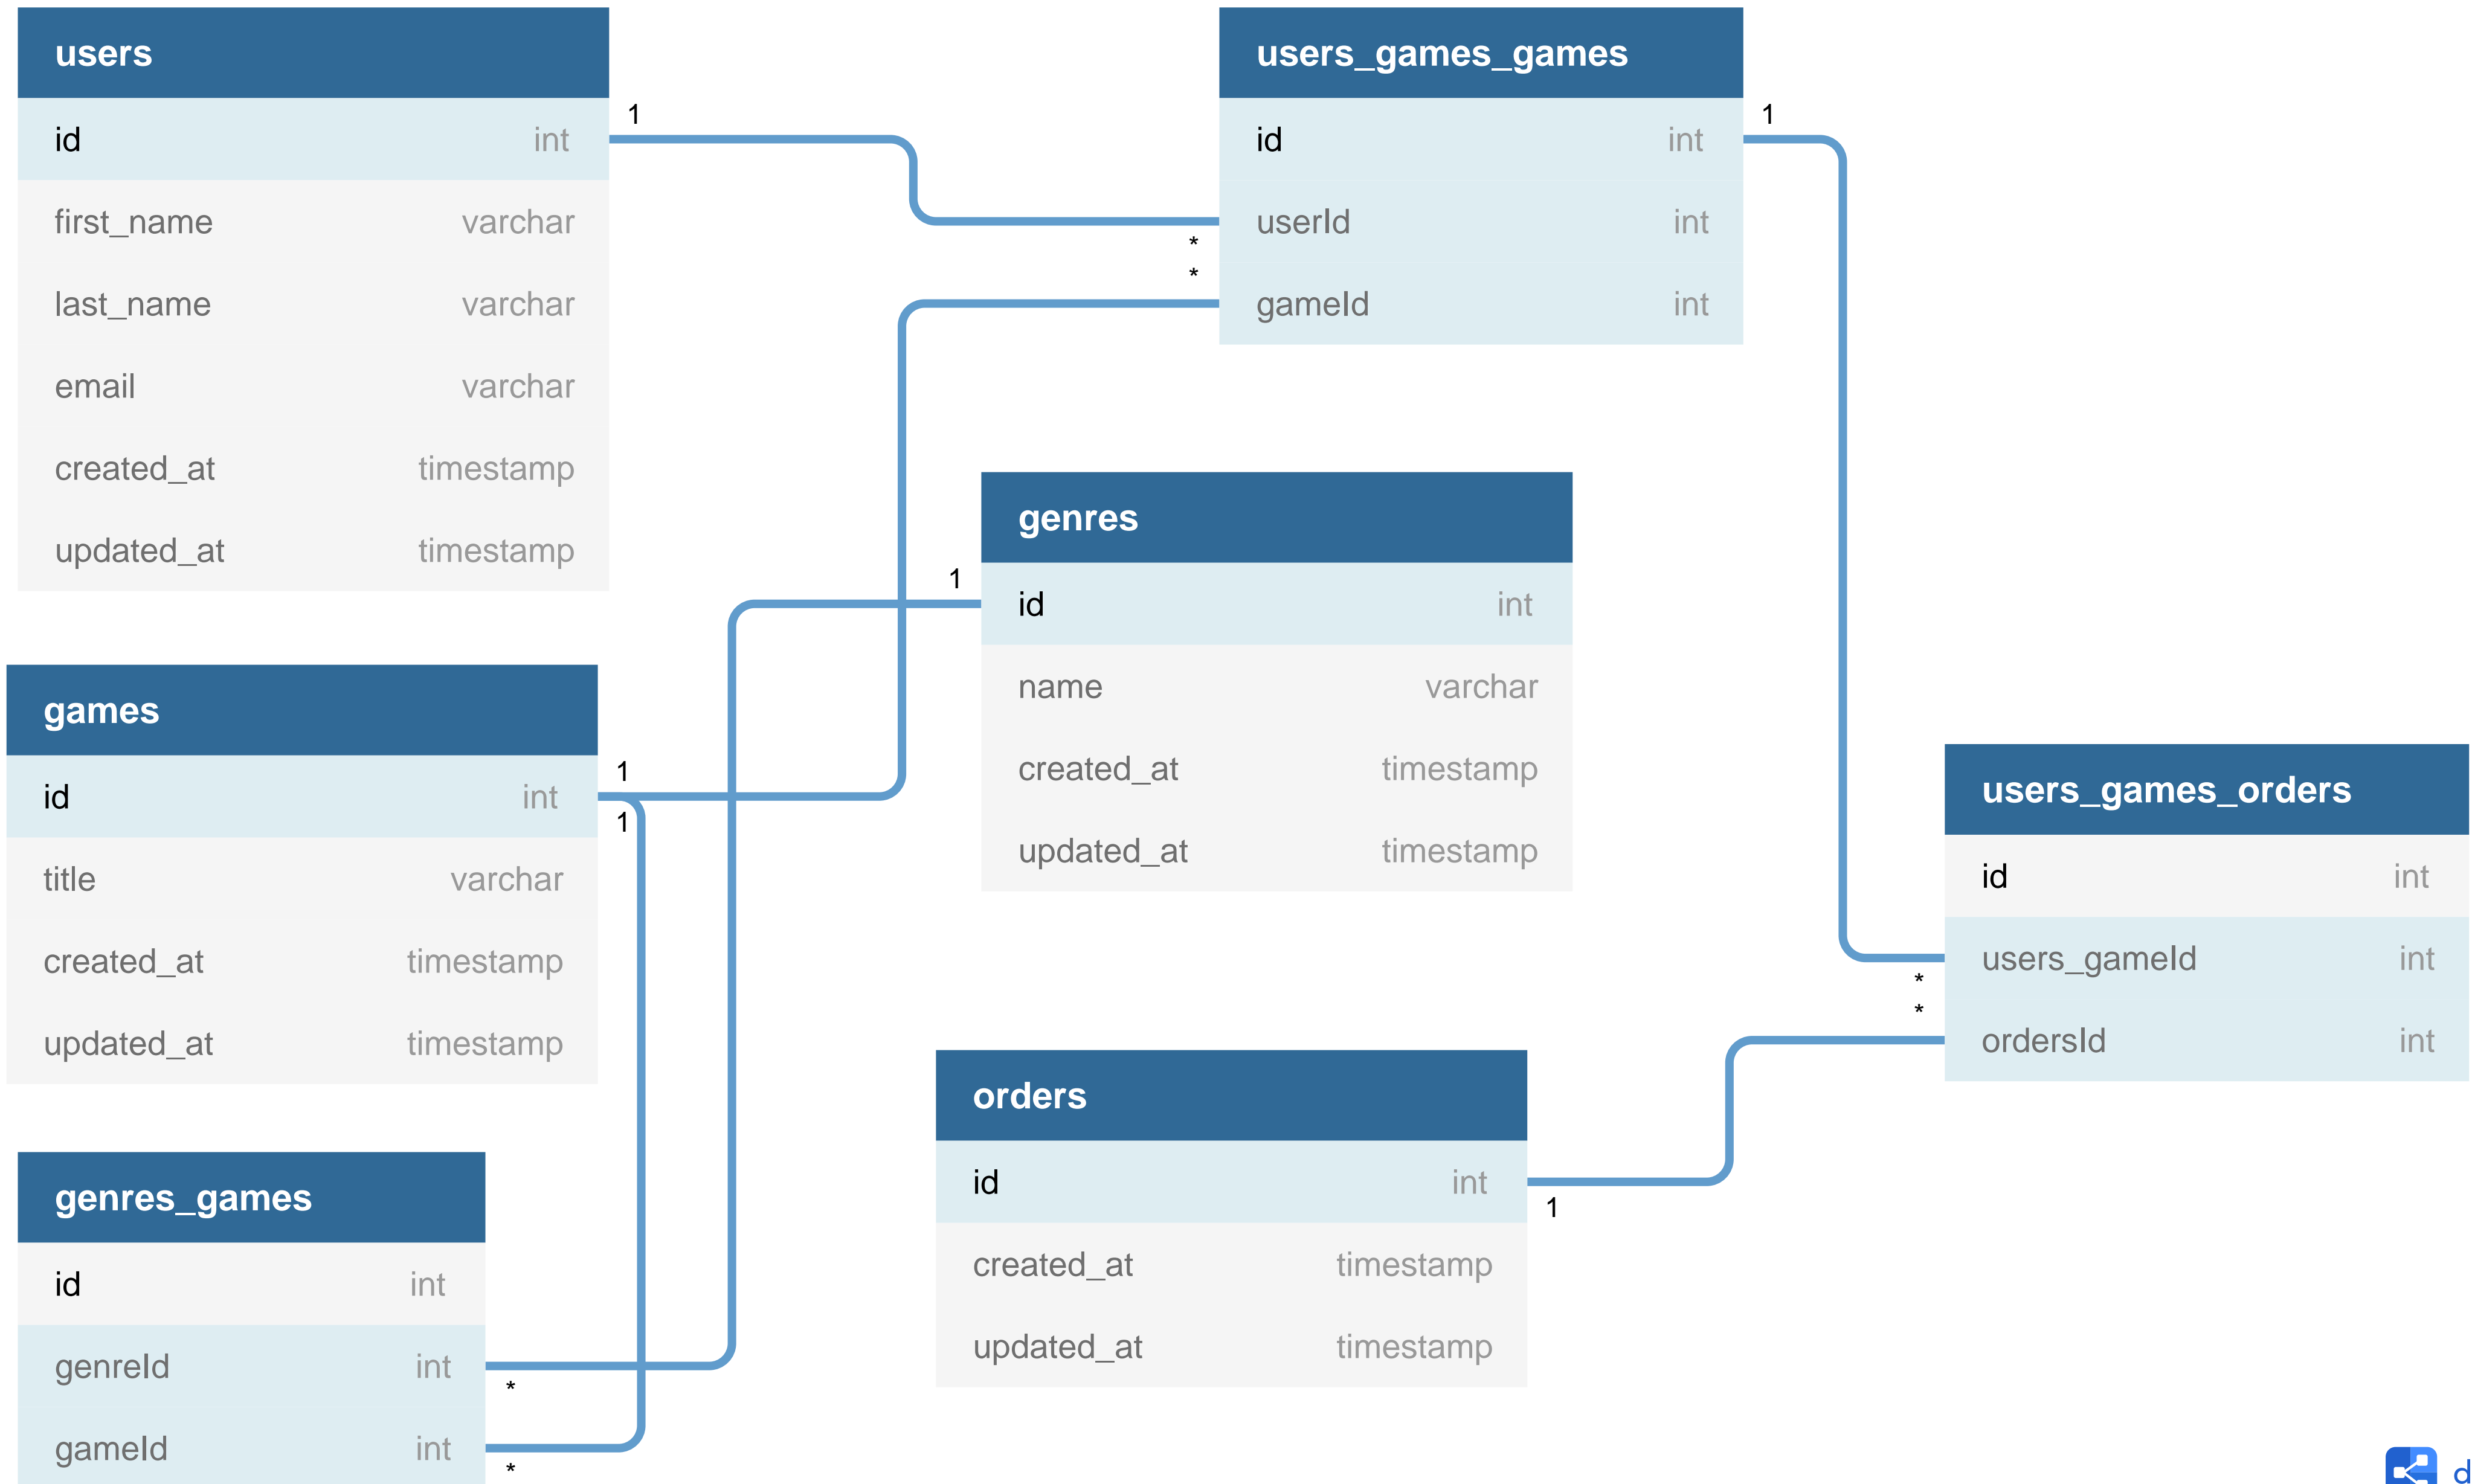 users
id int
first_name varchar
last_name varchar
email varchar
created_at timestamp
updated_at timestamp
1
users_games_games
id int
userId int
gameId int
*
*
1
genres
id int
name varchar
created_at timestamp
updated_at timestamp
1
games
id int
title varchar
created_at timestamp
updated_at timestamp
1
1
users_games_orders
id int
users_gameId int
ordersId int
*
*
orders
id int
created_at timestamp
updated_at timestamp
1
genres_games
id int
genreId int
gameId int
*
*